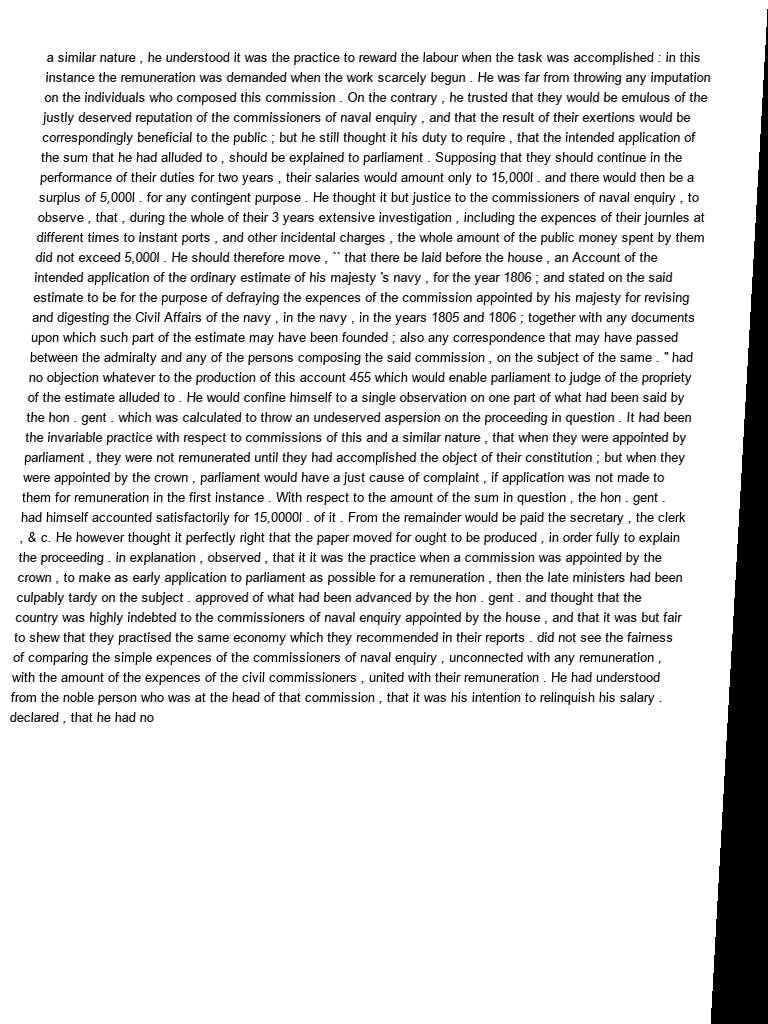 a similar nature , he understood it was the practice to reward the labour when the task was accomplished : in this
instance the remuneration was demanded when the work scarcely begun . He was far from throwing any imputation
on the individuals who composed this commission . On the contrary , he trusted that they would be emulous of the
justly deserved reputation of the commissioners of naval enquiry , and that the result of their exertions would be
correspondingly beneficial to the public ; but he still thought it his duty to require , that the intended application of
the sum that he had alluded to , should be explained to parliament . Supposing that they should continue in the
performance of their duties for two years , their salaries would amount only to 15,000l . and there would then be a
surplus of 5,000l . for any contingent purpose . He thought it but justice to the commissioners of naval enquiry , to
observe , that , during the whole of their 3 years extensive investigation , including the expences of their journles at
different times to instant ports , and other incidental charges , the whole amount of the public money spent by them
did not exceed 5,000l . He should therefore move , `` that there be laid before the house , an Account of the
intended application of the ordinary estimate of his majesty 's navy , for the year 1806 ; and stated on the said
estimate to be for the purpose of defraying the expences of the commission appointed by his majesty for revising
and digesting the Civil Affairs of the navy , in the navy , in the years 1805 and 1806 ; together with any documents
upon which such part of the estimate may have been founded ; also any correspondence that may have passed
between the admiralty and any of the persons composing the said commission , on the subject of the same . " had
no objection whatever to the production of this account 455 which would enable parliament to judge of the propriety
of the estimate alluded to . He would confine himself to a single observation on one part of what had been said by
the hon . gent . which was calculated to throw an undeserved aspersion on the proceeding in question . It had been
the invariable practice with respect to commissions of this and a similar nature , that when they were appointed by
parliament , they were not remunerated until they had accomplished the object of their constitution ; but when they
were appointed by the crown , parliament would have a just cause of complaint , if application was not made to
them for remuneration in the first instance . With respect to the amount of the sum in question , the hon . gent .
had himself accounted satisfactorily for 15,0000l . of it . From the remainder would be paid the secretary , the clerk
, & c. He however thought it perfectly right that the paper moved for ought to be produced , in order fully to explain
the proceeding . in explanation , observed , that it it was the practice when a commission was appointed by the
crown , to make as early application to parliament as possible for a remuneration , then the late ministers had been
culpably tardy on the subject . approved of what had been advanced by the hon . gent . and thought that the
country was highly indebted to the commissioners of naval enquiry appointed by the house , and that it was but fair
to shew that they practised the same economy which they recommended in their reports . did not see the fairness
of comparing the simple expences of the commissioners of naval enquiry , unconnected with any remuneration ,
with the amount of the expences of the civil commissioners , united with their remuneration . He had understood
from the noble person who was at the head of that commission , that it was his intention to relinquish his salary .
declared , that he had no